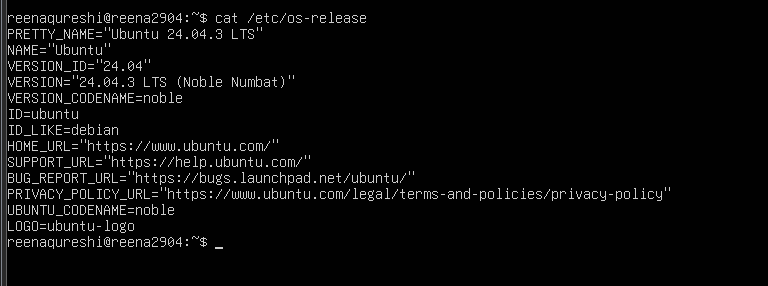 reenaqureshi@reena2904:~$ cat /etc/os-release
PRETTY_NAME="Ubuntu 24.04.3 LTS"
NAME="Ubuntu"
VERSION_ID="24.04"
VERSION="24.04.3 LTS (Noble Numbat)"
VERSION_CODENAME=noble
ID=ubuntu
ID_LIKE=debian
HOME_URL="https://www.ubuntu.com/"
SUPPORT_URL="https://help.ubuntu.com/"
BUG_REPORT_URL="https://bugs.launchpad.net/ubuntu/"
PRIVACY_POLICY_URL="https://www.ubuntu.com/legal/terms-and-policies/privacy-policy"
UBUNTU_CODENAME=noble
LOGO=ubuntu-logo
reenaqureshi@reena2904:~$ _